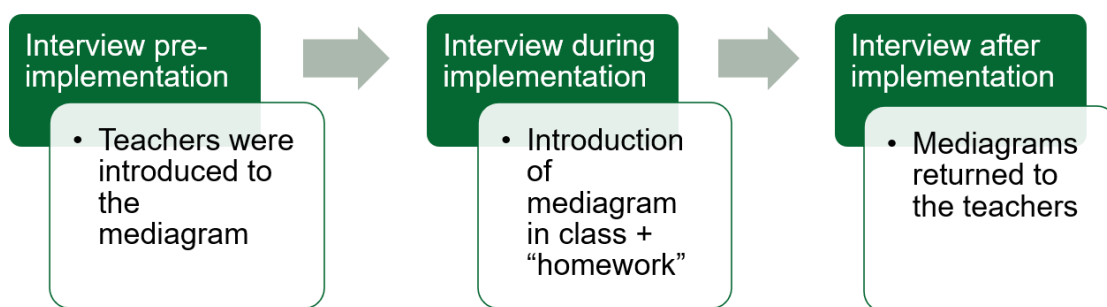 Interview pre-
implementation
• Teachers were
introduced to
the
mediagram
Interview during
implementation
• Introduction
of
mediagram
in class +
“homework”
Interview after
implementation
• Mediagrams
returned to
the teachers